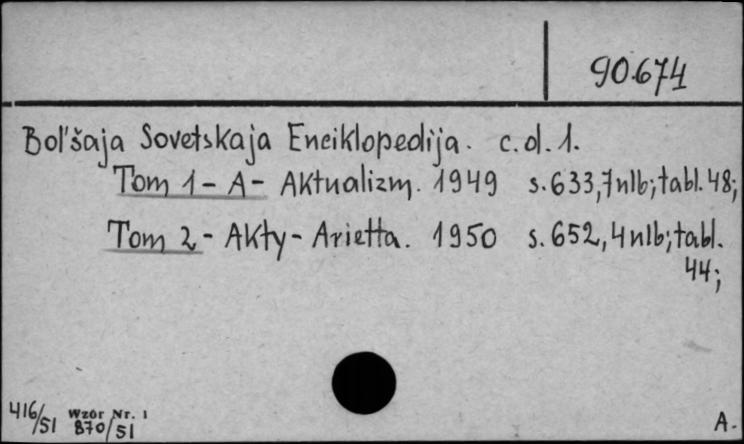 90.674
Bol'šaja Sovetskaja Enciklopedija. c.d.1.
Tom 1 - A - Aktualizm. 1949 s.633,7nlb;tabl.48;
Tom 2 - Akty - Arietta. 1950 s.652,4nlb;tabl.
44;
416/51 Wzór Nr. 1
870/51
A.